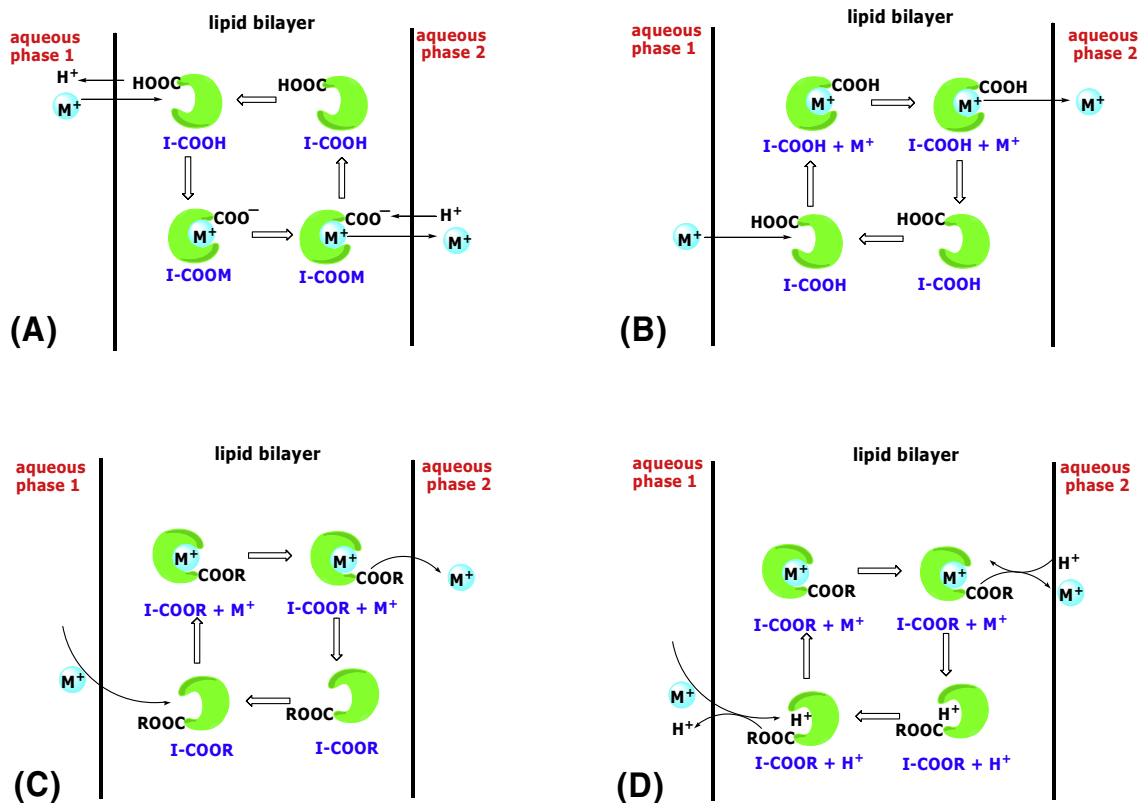 lipid bilayer
aqueous
phase 1
aqueous
phase 2
H+
HOOC
HOOC
M+
I-COOH
I-COOH
COO−
COO−
H+
M+
M+
M+
I-COOM
I-COOM
(A)
lipid bilayer
aqueous
phase 1
aqueous
phase 2
COOH
COOH
M+
M+
M+
I-COOH + M+
I-COOH + M+
HOOC
HOOC
M+
I-COOH
I-COOH
(B)
lipid bilayer
aqueous
phase 1
aqueous
phase 2
M+
M+
M+
COOR
COOR
I-COOR + M+
I-COOR + M+
M+
ROOC
ROOC
I-COOR
I-COOR
(C)
lipid bilayer
aqueous
phase 1
aqueous
phase 2
H+
M+
M+
M+
COOR
COOR
I-COOR + M+
I-COOR + M+
M+
H+
H+
H+
ROOC
ROOC
I-COOR + H+
I-COOR + H+
(D)